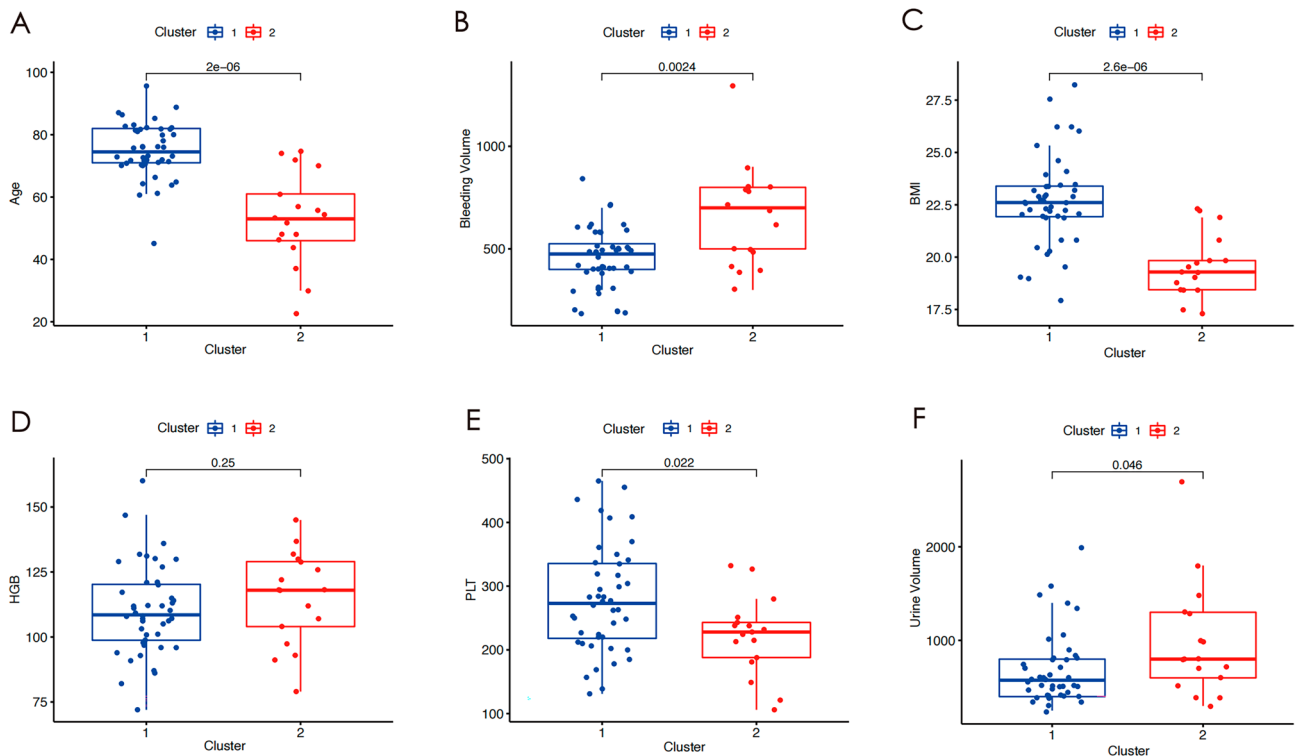 A
Cluster 1 2
2e−06
100
80
60
40
20
Age
1 2
Cluster
B
Cluster 1 2
0.0024
1000
500
Bleeding Volume
1 2
Cluster
C
Cluster 1 2
2.6e−06
27.5
25.0
22.5
20.0
17.5
BMI
1 2
Cluster
D
Cluster 1 2
0.25
150
125
100
75
HGB
1 2
Cluster
E
Cluster 1 2
0.022
500
400
300
200
100
PLT
1 2
Cluster
F
Cluster 1 2
0.046
2000
1000
Urine Volume
1 2
Cluster